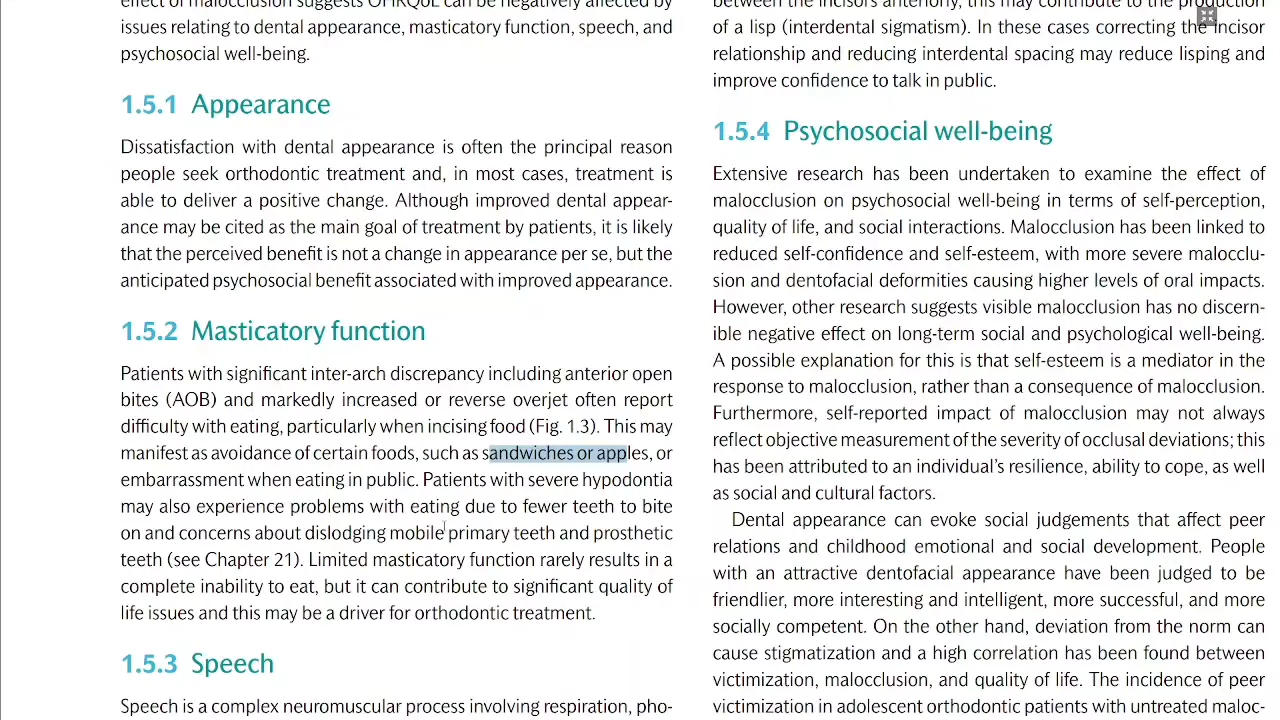 effect of malocclusion suggests OHRQoL can be negatively affected by
issues relating to dental appearance, masticatory function, speech, and
psychosocial well-being.
1.5.1 Appearance
Dissatisfaction with dental appearance is often the principal reason
people seek orthodontic treatment and, in most cases, treatment is
able to deliver a positive change. Although improved dental appear-
ance may be cited as the main goal of treatment by patients, it is likely
that the perceived benefit is not a change in appearance per se, but the
anticipated psychosocial benefit associated with improved appearance.
1.5.2 Masticatory function
Patients with significant inter-arch discrepancy including anterior open
bites (AOB) and markedly increased or reverse overjet often report
difficulty with eating, particularly when incising food (Fig. 1.3). This may
manifest as avoidance of certain foods, such as sandwiches or apples, or
embarrassment when eating in public. Patients with severe hypodontia
may also experience problems with eating due to fewer teeth to bite
on and concerns about dislodging mobile primary teeth and prosthetic
teeth (see Chapter 21). Limited masticatory function rarely results in a
complete inability to eat, but it can contribute to significant quality of
life issues and this may be a driver for orthodontic treatment.
1.5.3 Speech
Speech is a complex neuromuscular process involving respiration, pho-
between the incisors anteriorly, this may contribute to the production
of a lisp (interdental sigmatism). In these cases correcting the incisor
relationship and reducing interdental spacing may reduce lisping and
improve confidence to talk in public.
1.5.4 Psychosocial well-being
Extensive research has been undertaken to examine the effect of
malocclusion on psychosocial well-being in terms of self-perception,
quality of life, and social interactions. Malocclusion has been linked to
reduced self-confidence and self-esteem, with more severe malocclu-
sion and dentofacial deformities causing higher levels of oral impacts.
However, other research suggests visible malocclusion has no discern-
ible negative effect on long-term social and psychological well-being.
A possible explanation for this is that self-esteem is a mediator in the
response to malocclusion, rather than a consequence of malocclusion.
Furthermore, self-reported impact of malocclusion may not always
reflect objective measurement of the severity of occlusal deviations; this
has been attributed to an individual's resilience, ability to cope, as well
as social and cultural factors.
Dental appearance can evoke social judgements that affect peer
relations and childhood emotional and social development. People
with an attractive dentofacial appearance have been judged to be
friendlier, more interesting and intelligent, more successful, and more
socially competent. On the other hand, deviation from the norm can
cause stigmatization and a high correlation has been found between
victimization, malocclusion, and quality of life. The incidence of peer
victimization in adolescent orthodontic patients with untreated maloc-